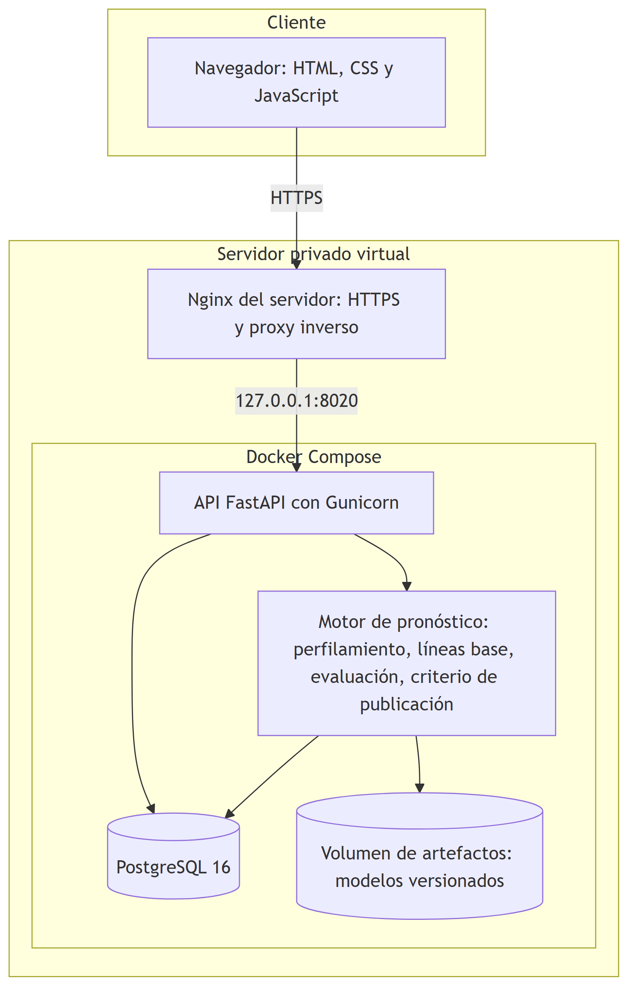 Cliente
Navegador: HTML, CSS y
JavaScript
HTTPS
Servidor privado virtual
Nginx del servidor: HTTPS
y proxy inverso
127.0.0.1:8020
Docker Compose
API FastAPI con Gunicorn
Motor de pronóstico:
perfilamiento, líneas base,
evaluación, criterio de
publicación
PostgreSQL 16
Volumen de artefactos:
modelos versionados